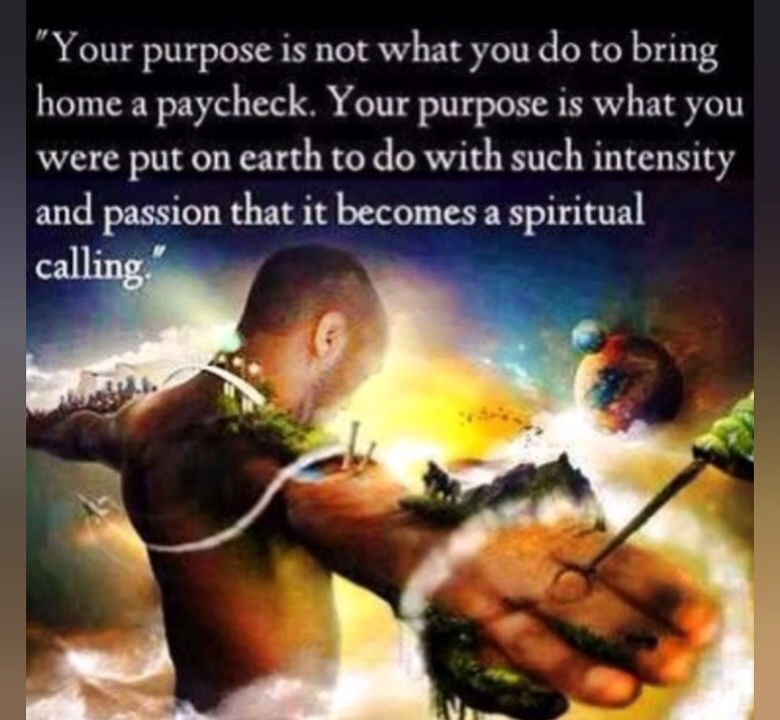 "Your purpose is not what you do to bring
home a paycheck. Your purpose is what you
were put on earth to do with such intensity
and passion that it becomes a spiritual
calling."